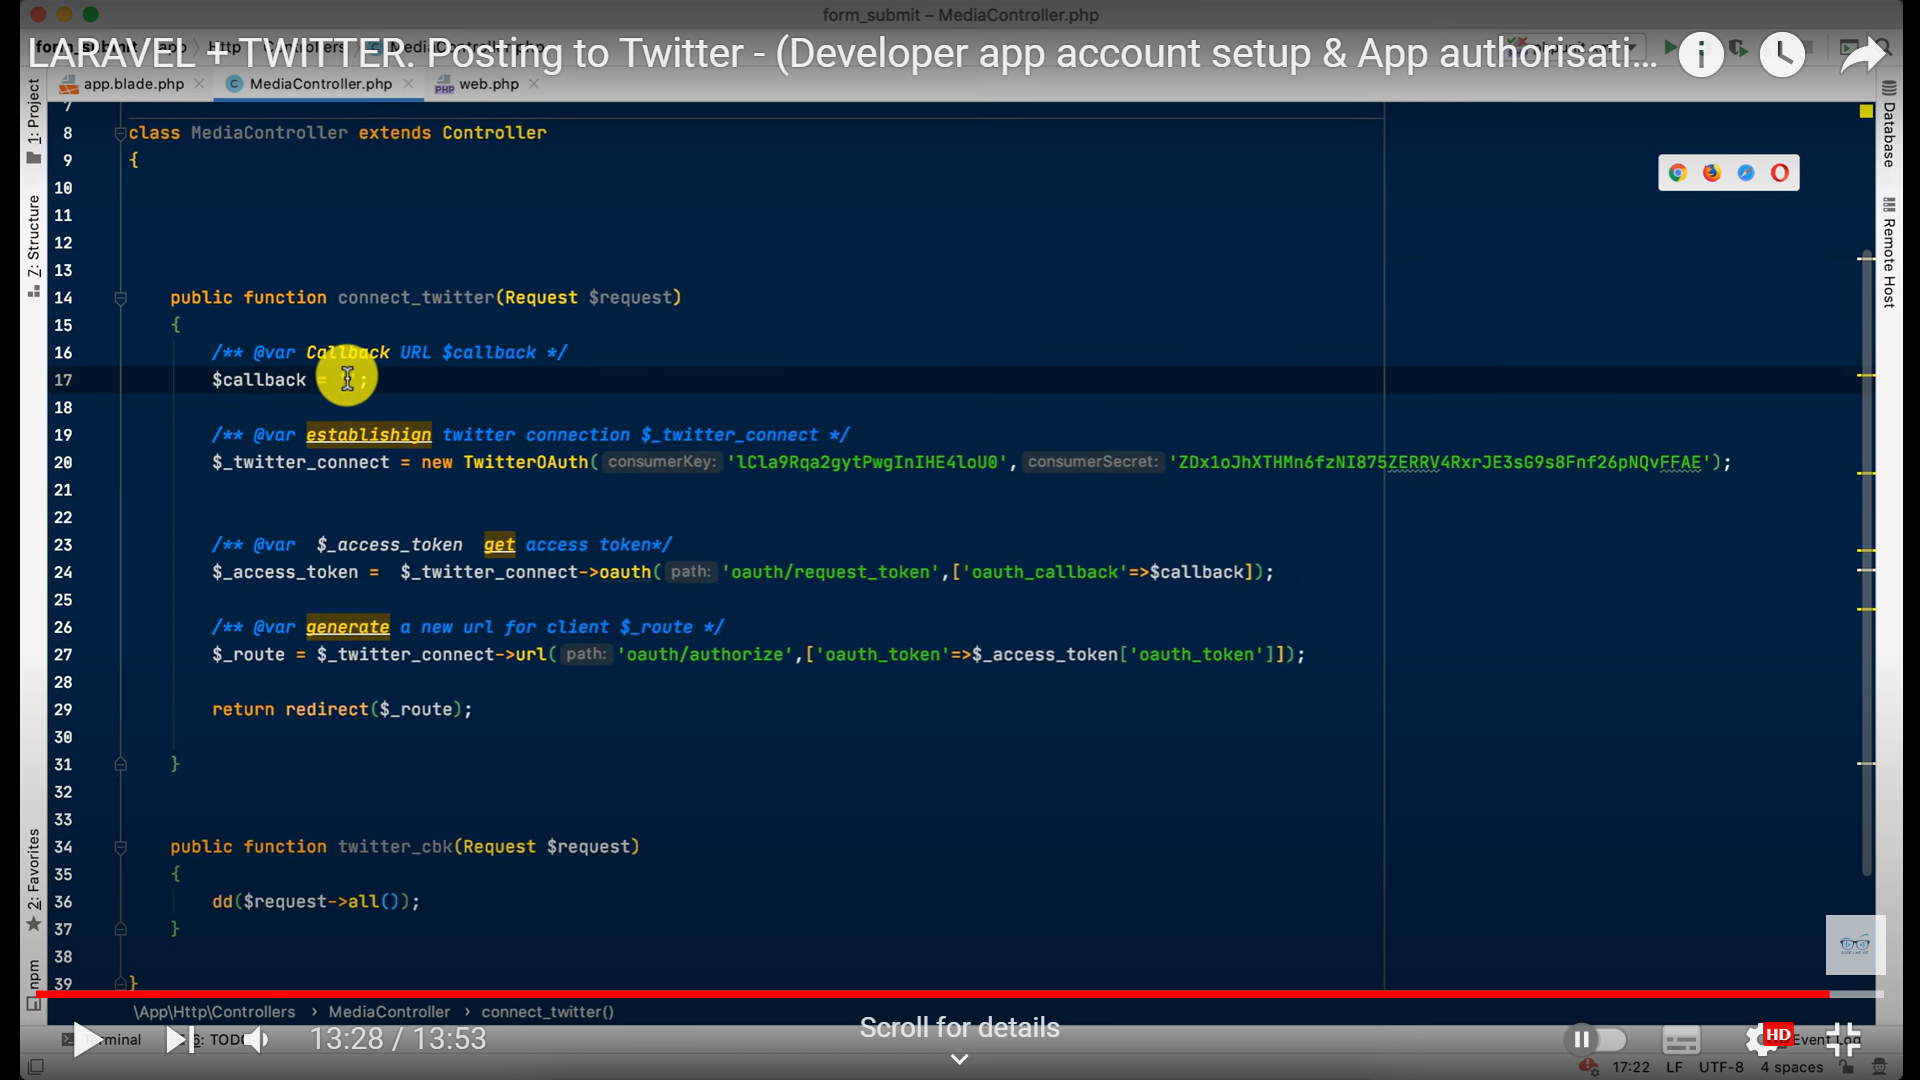 form_submit – MediaController.php
LARAVEL + TWITTER: Posting to Twitter - (Developer app account setup & App authorisati...
app.blade.php
MediaController.php
web.php
1: Project
Z: Structure
2: Favorites
npm
Database
Remote Host
7
8 class MediaController extends Controller
9 {
10
11
12
13
14 public function connect_twitter(Request $request)
15 {
16 /** @var Callback URL $callback */
17 $callback = ;
18
19 /** @var establishign twitter connection $_twitter_connect */
20 $_twitter_connect = new TwitterOAuth( consumerKey: 'lCla9Rqa2gytPwgInIHE4loU0', consumerSecret: 'ZDx1oJhXTHMn6fzNI875ZERRV4RxrJE3sG9s8Fnf26pNQvFFAE');
21
22
23 /** @var $_access_token get access token*/
24 $_access_token = $_twitter_connect->oauth( path: 'oauth/request_token',['oauth_callback'=>$callback]);
25
26 /** @var generate a new url for client $_route */
27 $_route = $_twitter_connect->url( path: 'oauth/authorize',['oauth_token'=>$_access_token['oauth_token']]);
28
29 return redirect($_route);
30
31 }
32
33
34 public function twitter_cbk(Request $request)
35 {
36 dd($request->all());
37 }
38
39 }
\App\Http\Controllers › MediaController › connect_twitter()
Scroll for details
13:28 / 13:53
HD
Event Log
17:22 LF UTF-8 4 spaces